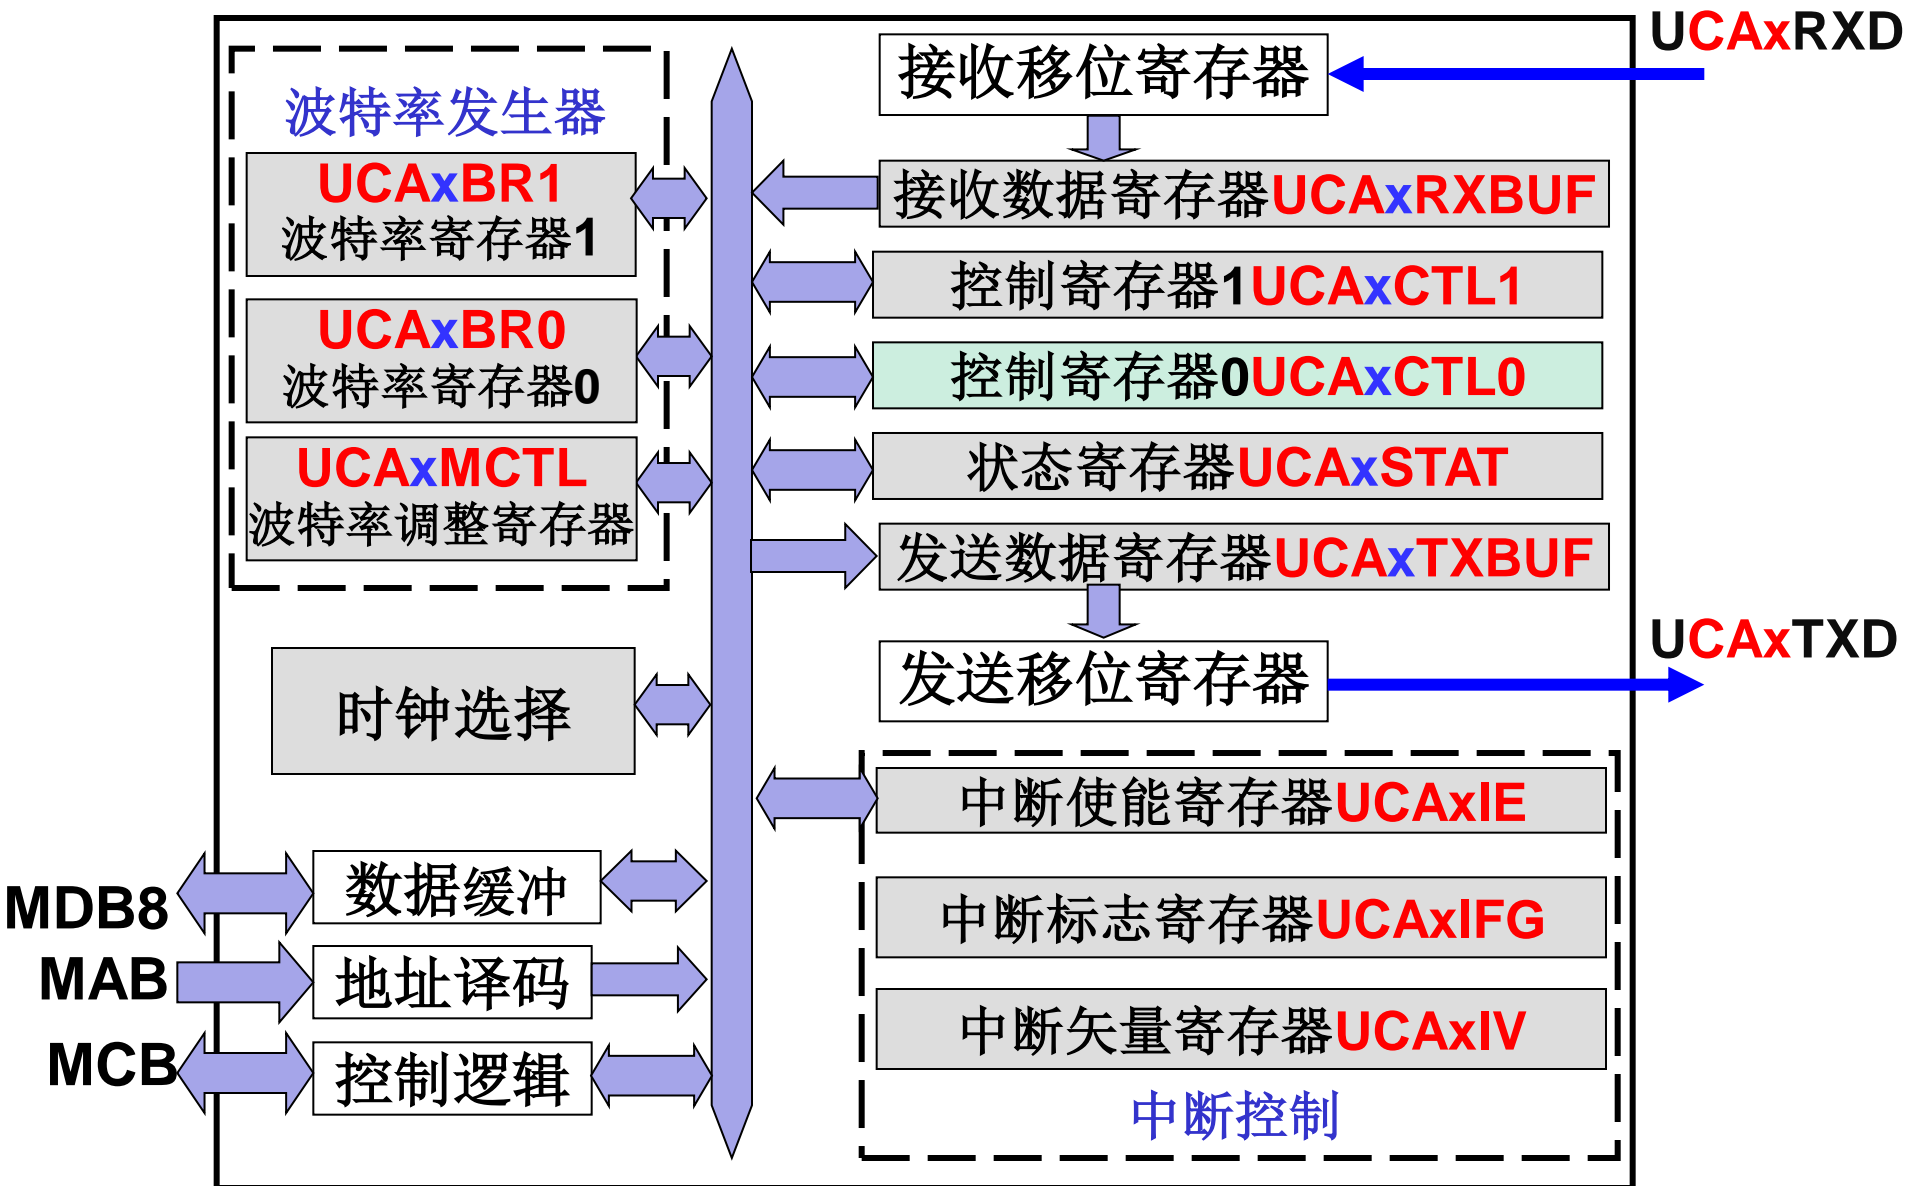 波特率发生器
UCAxBR1
波特率寄存器1
UCAxBR0
波特率寄存器0
UCAxMCTL
波特率调整寄存器
时钟选择
MDB8
数据缓冲
MAB
地址译码
MCB
控制逻辑
接收移位寄存器
UCAxRXD
接收数据寄存器UCAxRXBUF
控制寄存器1UCAxCTL1
控制寄存器0UCAxCTL0
状态寄存器UCAxSTAT
发送数据寄存器UCAxTXBUF
发送移位寄存器
UCAxTXD
中断使能寄存器UCAxIE
中断标志寄存器UCAxIFG
中断矢量寄存器UCAxIV
中断控制